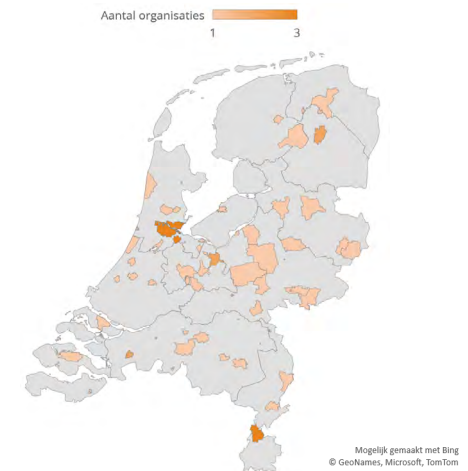 Aantal organisaties
1 3
Mogelijk gemaakt met Bing
© GeoNames, Microsoft, TomTom